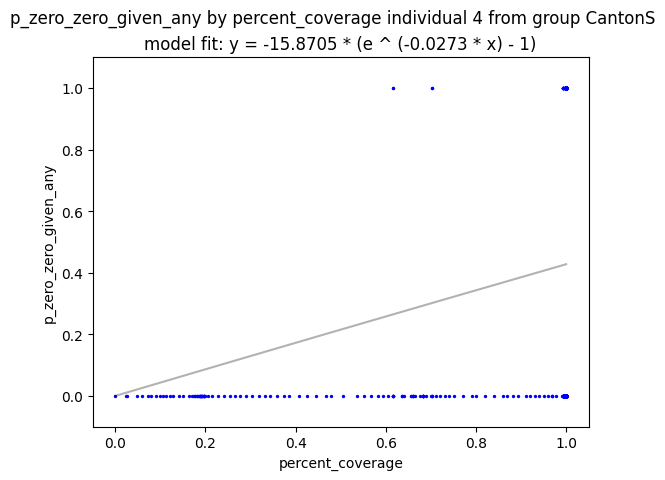 p_zero_zero_given_any by percent_coverage individual 4 from group CantonS
model fit: y = -15.8705 * (e ^ (-0.0273 * x) - 1)
1.0
0.8
0.6
0.4
0.2
0.0
p_zero_zero_given_any
0.0 0.2 0.4 0.6 0.8 1.0
percent_coverage